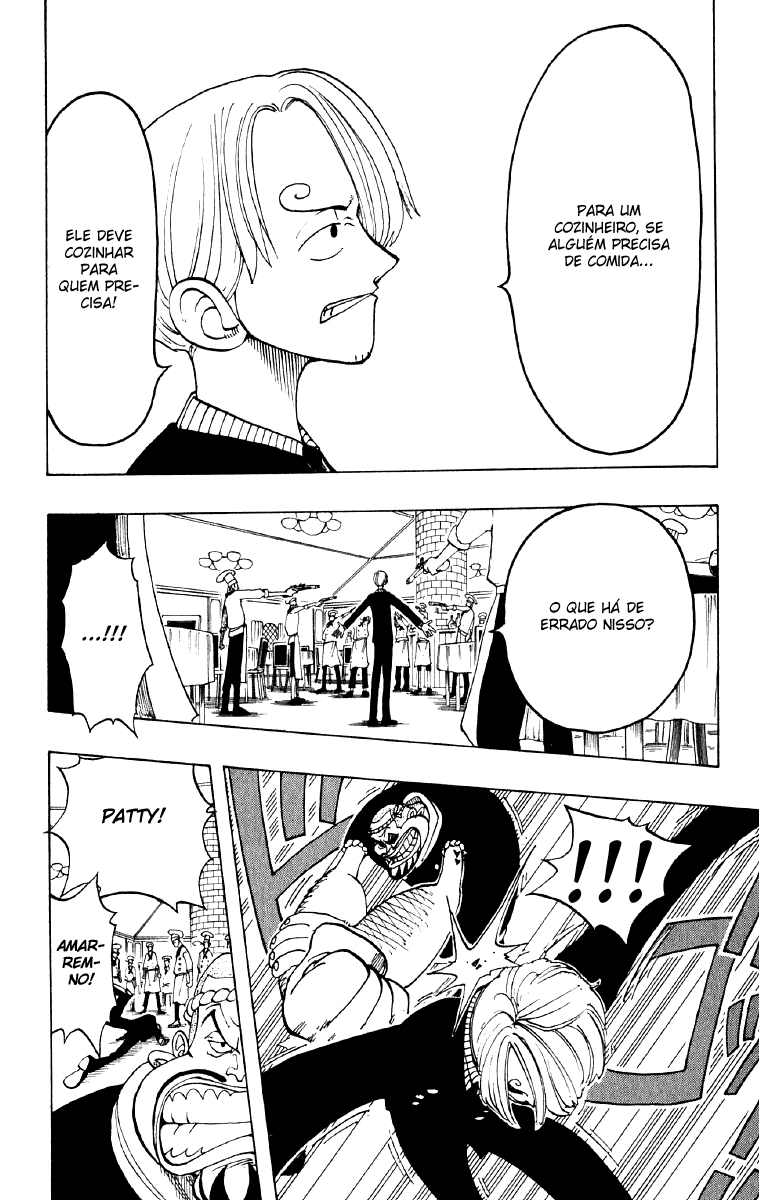 PARA UM
COZINHEIRO, SE
ALGUÉM PRECISA
DE COMIDA...
ELE DEVE
COZINHAR
PARA
QUEM PRE-
CISA!
O QUE HÁ DE
ERRADO NISSO?
...!!!
!!!
PATTY!
AMAR-
REM-
NO!